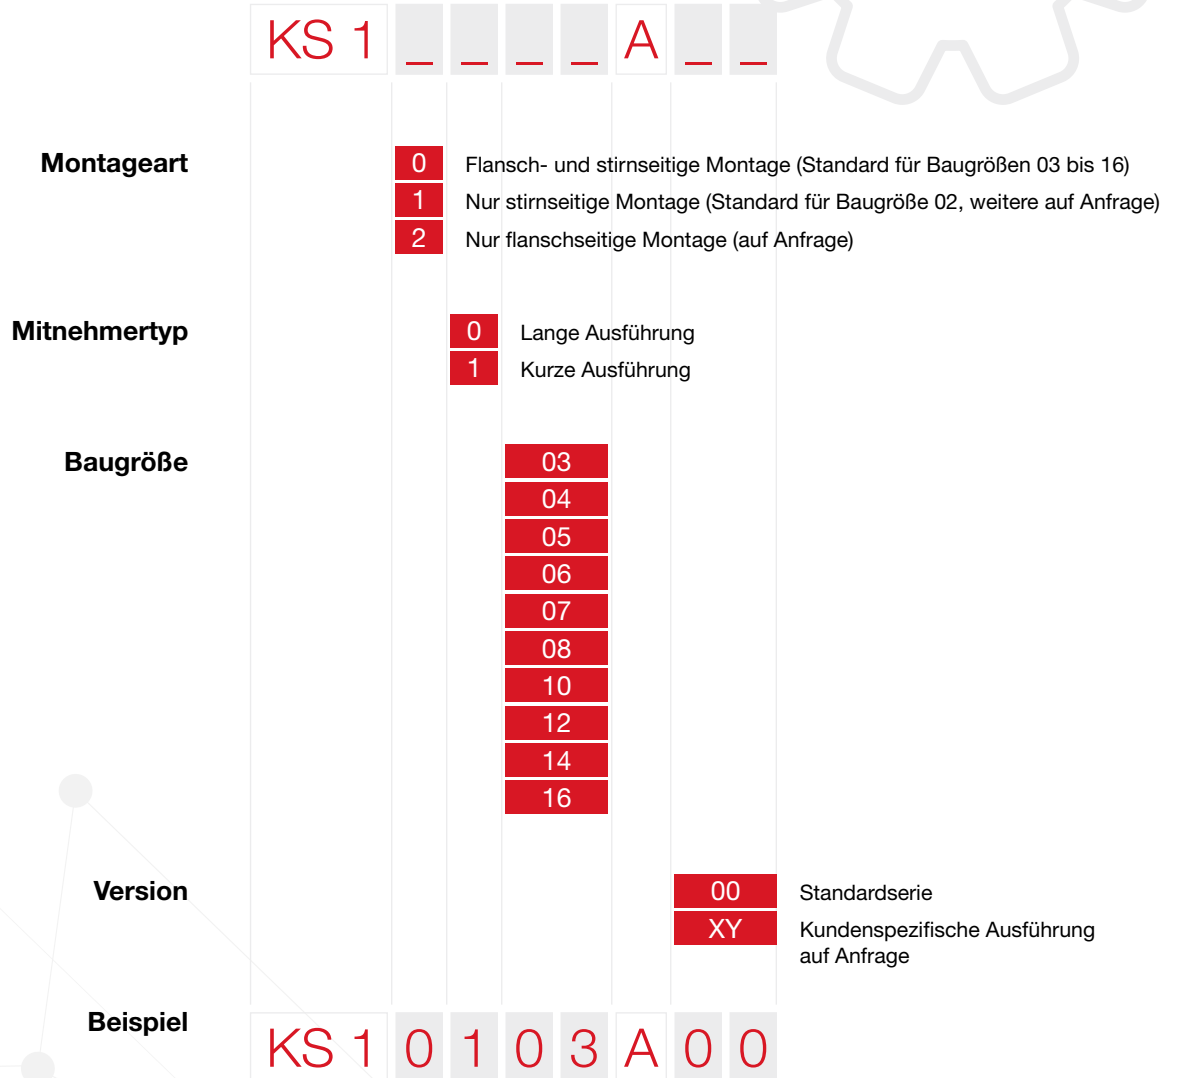 KS 1 _ _ _ _ A _ _
Montageart
0 Flansch- und stirnseitige Montage (Standard für Baugrößen 03 bis 16)
1 Nur stirnseitige Montage (Standard für Baugröße 02, weitere auf Anfrage)
2 Nur flanschseitige Montage (auf Anfrage)
Mitnehmertyp
0 Lange Ausführung
1 Kurze Ausführung
Baugröße
03
04
05
06
07
08
10
12
14
16
Version
00 Standardserie
XY Kundenspezifische Ausführung
auf Anfrage
Beispiel
KS 1 0 1 0 3 A 0 0